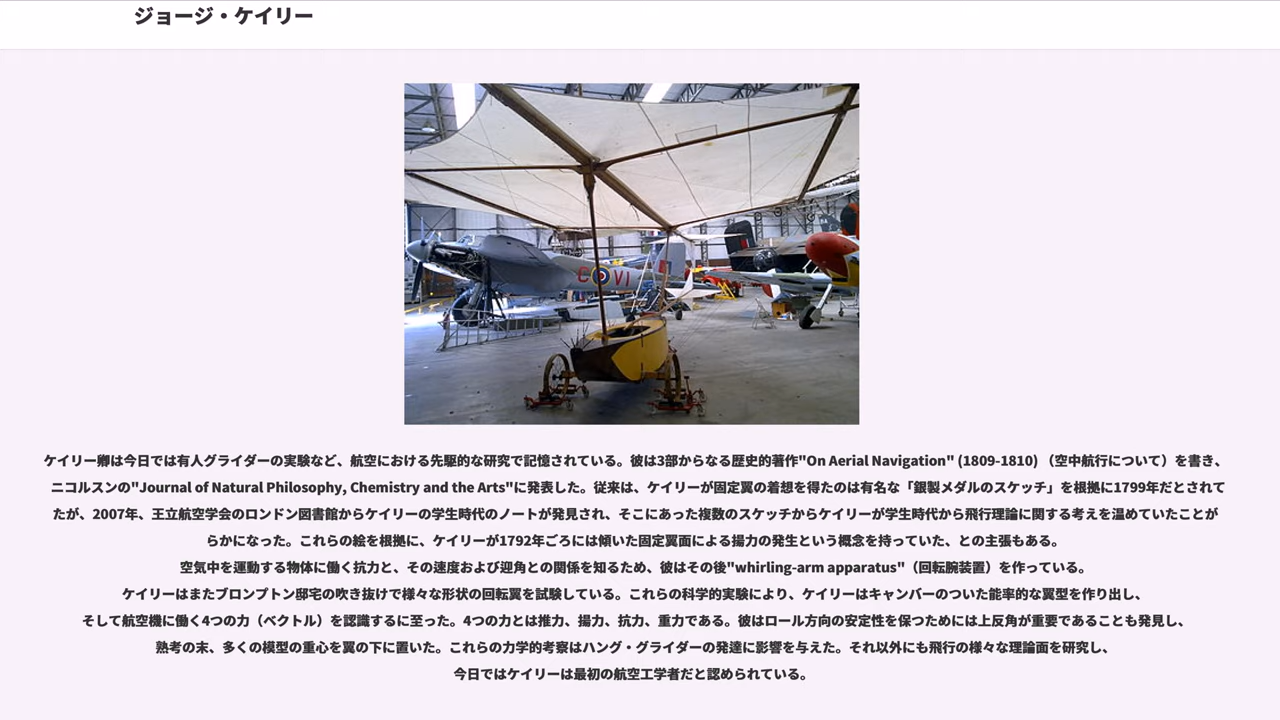 ジョージ・ケイリー
C VI
ケイリー卿は今日では有人グライダーの実験など、航空における先駆的な研究で記憶されている。彼は3部からなる歴史的著作"On Aerial Navigation" (1809-1810) （空中航行について）を書き、
ニコルスンの"Journal of Natural Philosophy, Chemistry and the Arts"に発表した。従来は、ケイリーが固定翼の着想を得たのは有名な「銀製メダルのスケッチ」を根拠に1799年だとされて
たが、2007年、王立航空学会のロンドン図書館からケイリーの学生時代のノートが発見され、そこにあった複数のスケッチからケイリーが学生時代から飛行理論に関する考えを温めていたことが
らかになった。これらの絵を根拠に、ケイリーが1792年ごろには傾いた固定翼面による揚力の発生という概念を持っていた、との主張もある。
空気中を運動する物体に働く抗力と、その速度および迎角との関係を知るため、彼はその後"whirling-arm apparatus"（回転腕装置）を作っている。
ケイリーはまたブロンプトン邸宅の吹き抜けで様々な形状の回転翼を試験している。これらの科学的実験により、ケイリーはキャンバーのついた能率的な翼型を作り出し、
そして航空機に働く4つの力（ベクトル）を認識するに至った。4つの力とは推力、揚力、抗力、重力である。彼はロール方向の安定性を保つためには上反角が重要であることも発見し、
熟考の末、多くの模型の重心を翼の下に置いた。これらの力学的考察はハング・グライダーの発達に影響を与えた。それ以外にも飛行の様々な理論面を研究し、
今日ではケイリーは最初の航空工学者だと認められている。